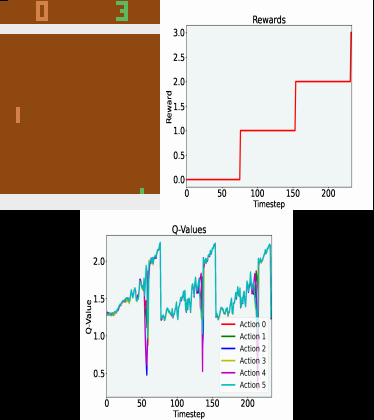 0 3
Rewards
3.0
2.5
2.0
1.5
1.0
0.5
0.0
Reward
0 50 100 150 200
Timestep
Q-Values
2.0
1.5
1.0
0.5
Q-Value
Action 0
Action 1
Action 2
Action 3
Action 4
Action 5
0 50 100 150 200
Timestep